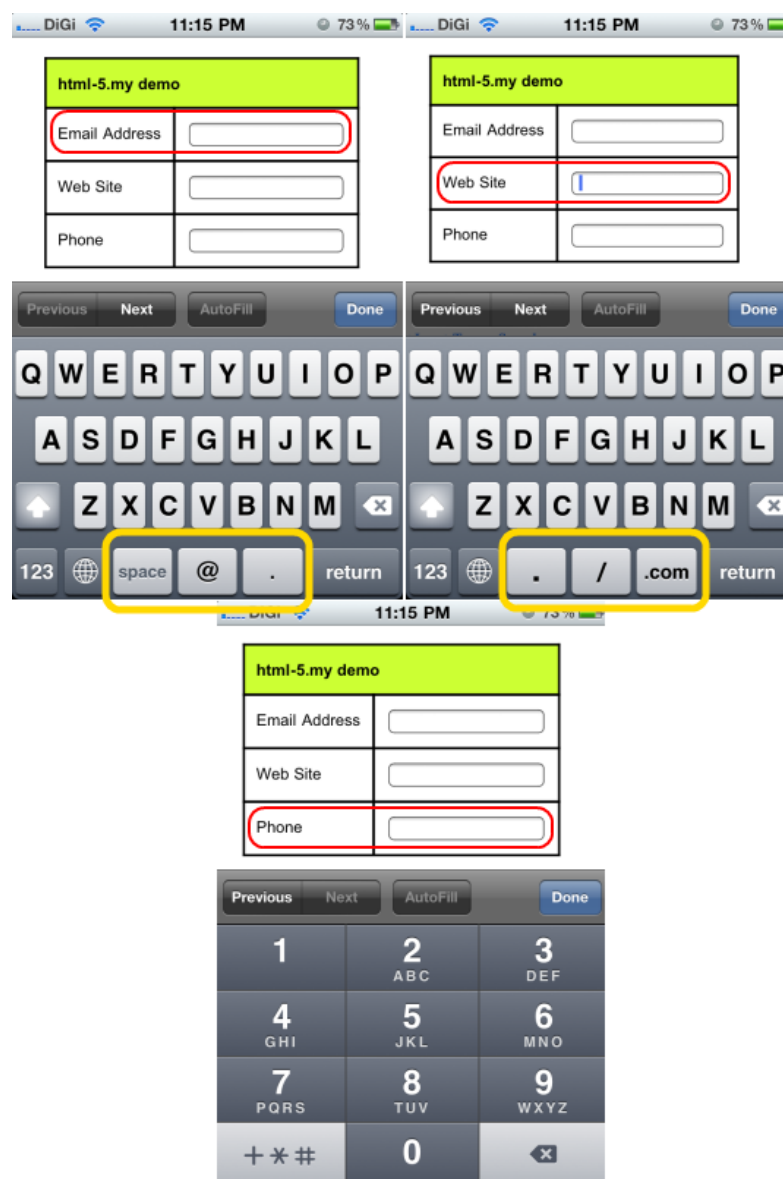 DiGi 11:15 PM 73%
html-5.my demo
Email Address
Web Site
Phone
Previous Next AutoFill Done
Q W E R T Y U I O P
A S D F G H J K L
Z X C V B N M
123 space @ . return
DiGi 11:15 PM 73%
html-5.my demo
Email Address
Web Site
Phone
Previous Next AutoFill Done
Q W E R T Y U I O P
A S D F G H J K L
Z X C V B N M
123 . / .com return
DiGi 11:15 PM 73%
html-5.my demo
Email Address
Web Site
Phone
Previous Next AutoFill Done
1 2 3
ABC DEF
4 5 6
GHI JKL MNO
7 8 9
PQRS TUV WXYZ
+*# 0